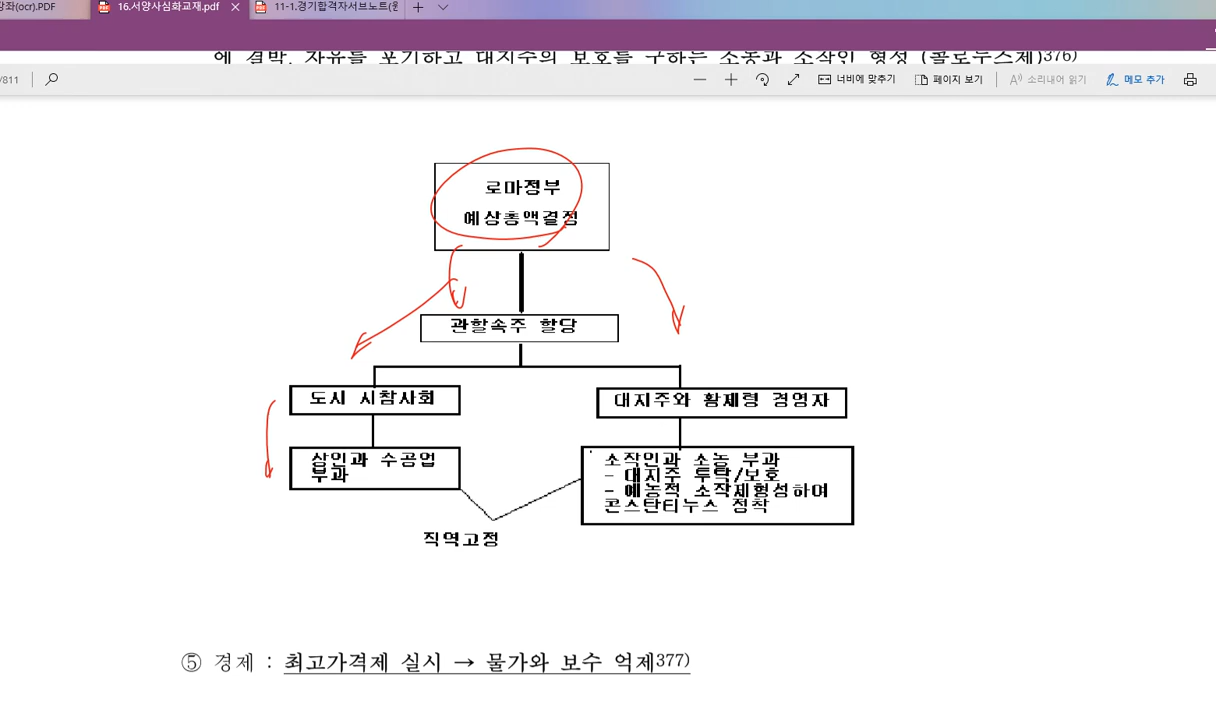 강좌(ocr).PDF
16.서양사심화교재.pdf
11-1.경기합격자서브노트(원
에 결박, 자유를 포기하고 대지주의 보호를 구하는 소농과 소작인 형성 (콜로누스제)376)
/811
너비에 맞추기
페이지 보기
소리내어 읽기
메모 추가
로마정부
예상총액결정
관할속주 할당
도시 시참사회
대지주와 황제령 경영자
상인과 수공업
부과
소작인과 소농 부과
- 대지주 투탁/보호
- 예농적 소작제형성하여
콘스탄티누스 정착
직역고정
⑤ 경제 : 최고가격제 실시 → 물가와 보수 억제377)